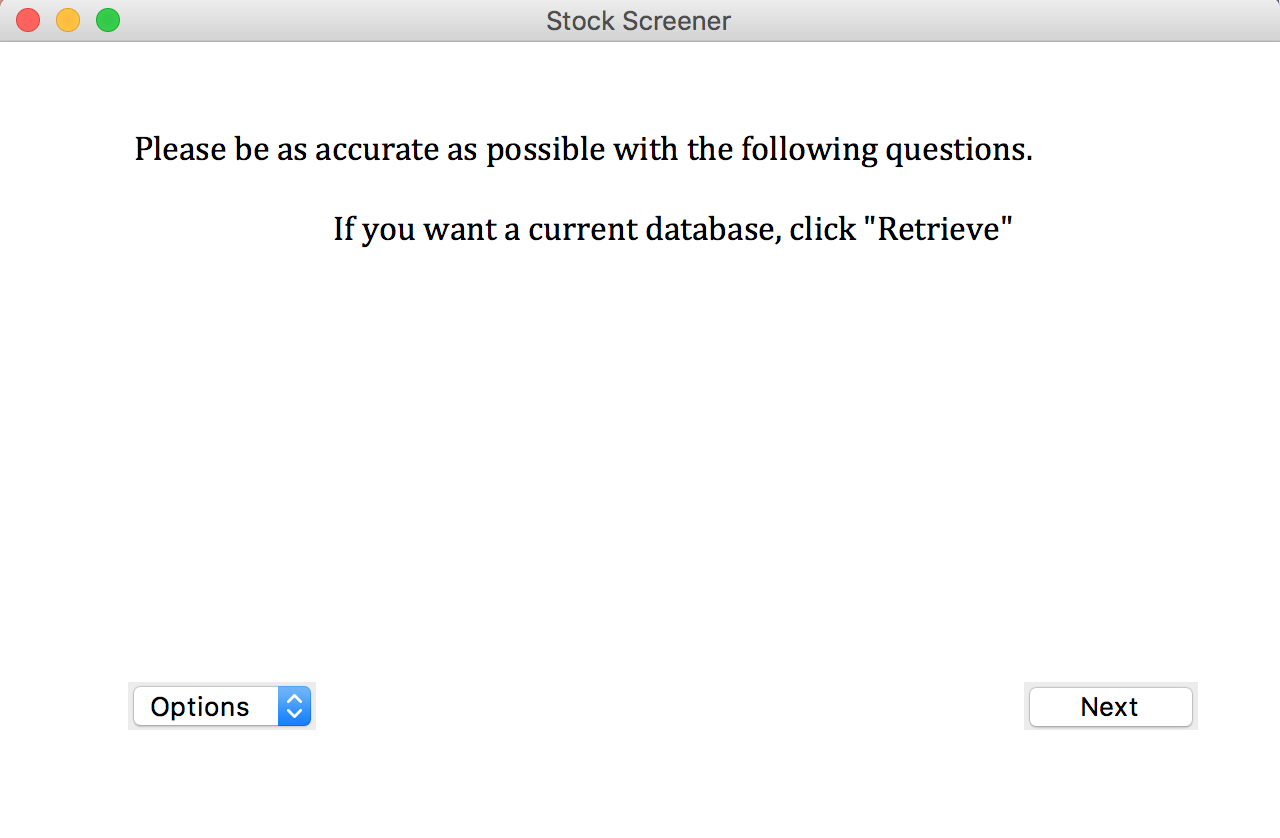 Stock Screener
Please be as accurate as possible with the following questions.
If you want a current database, click "Retrieve"
Options
Next